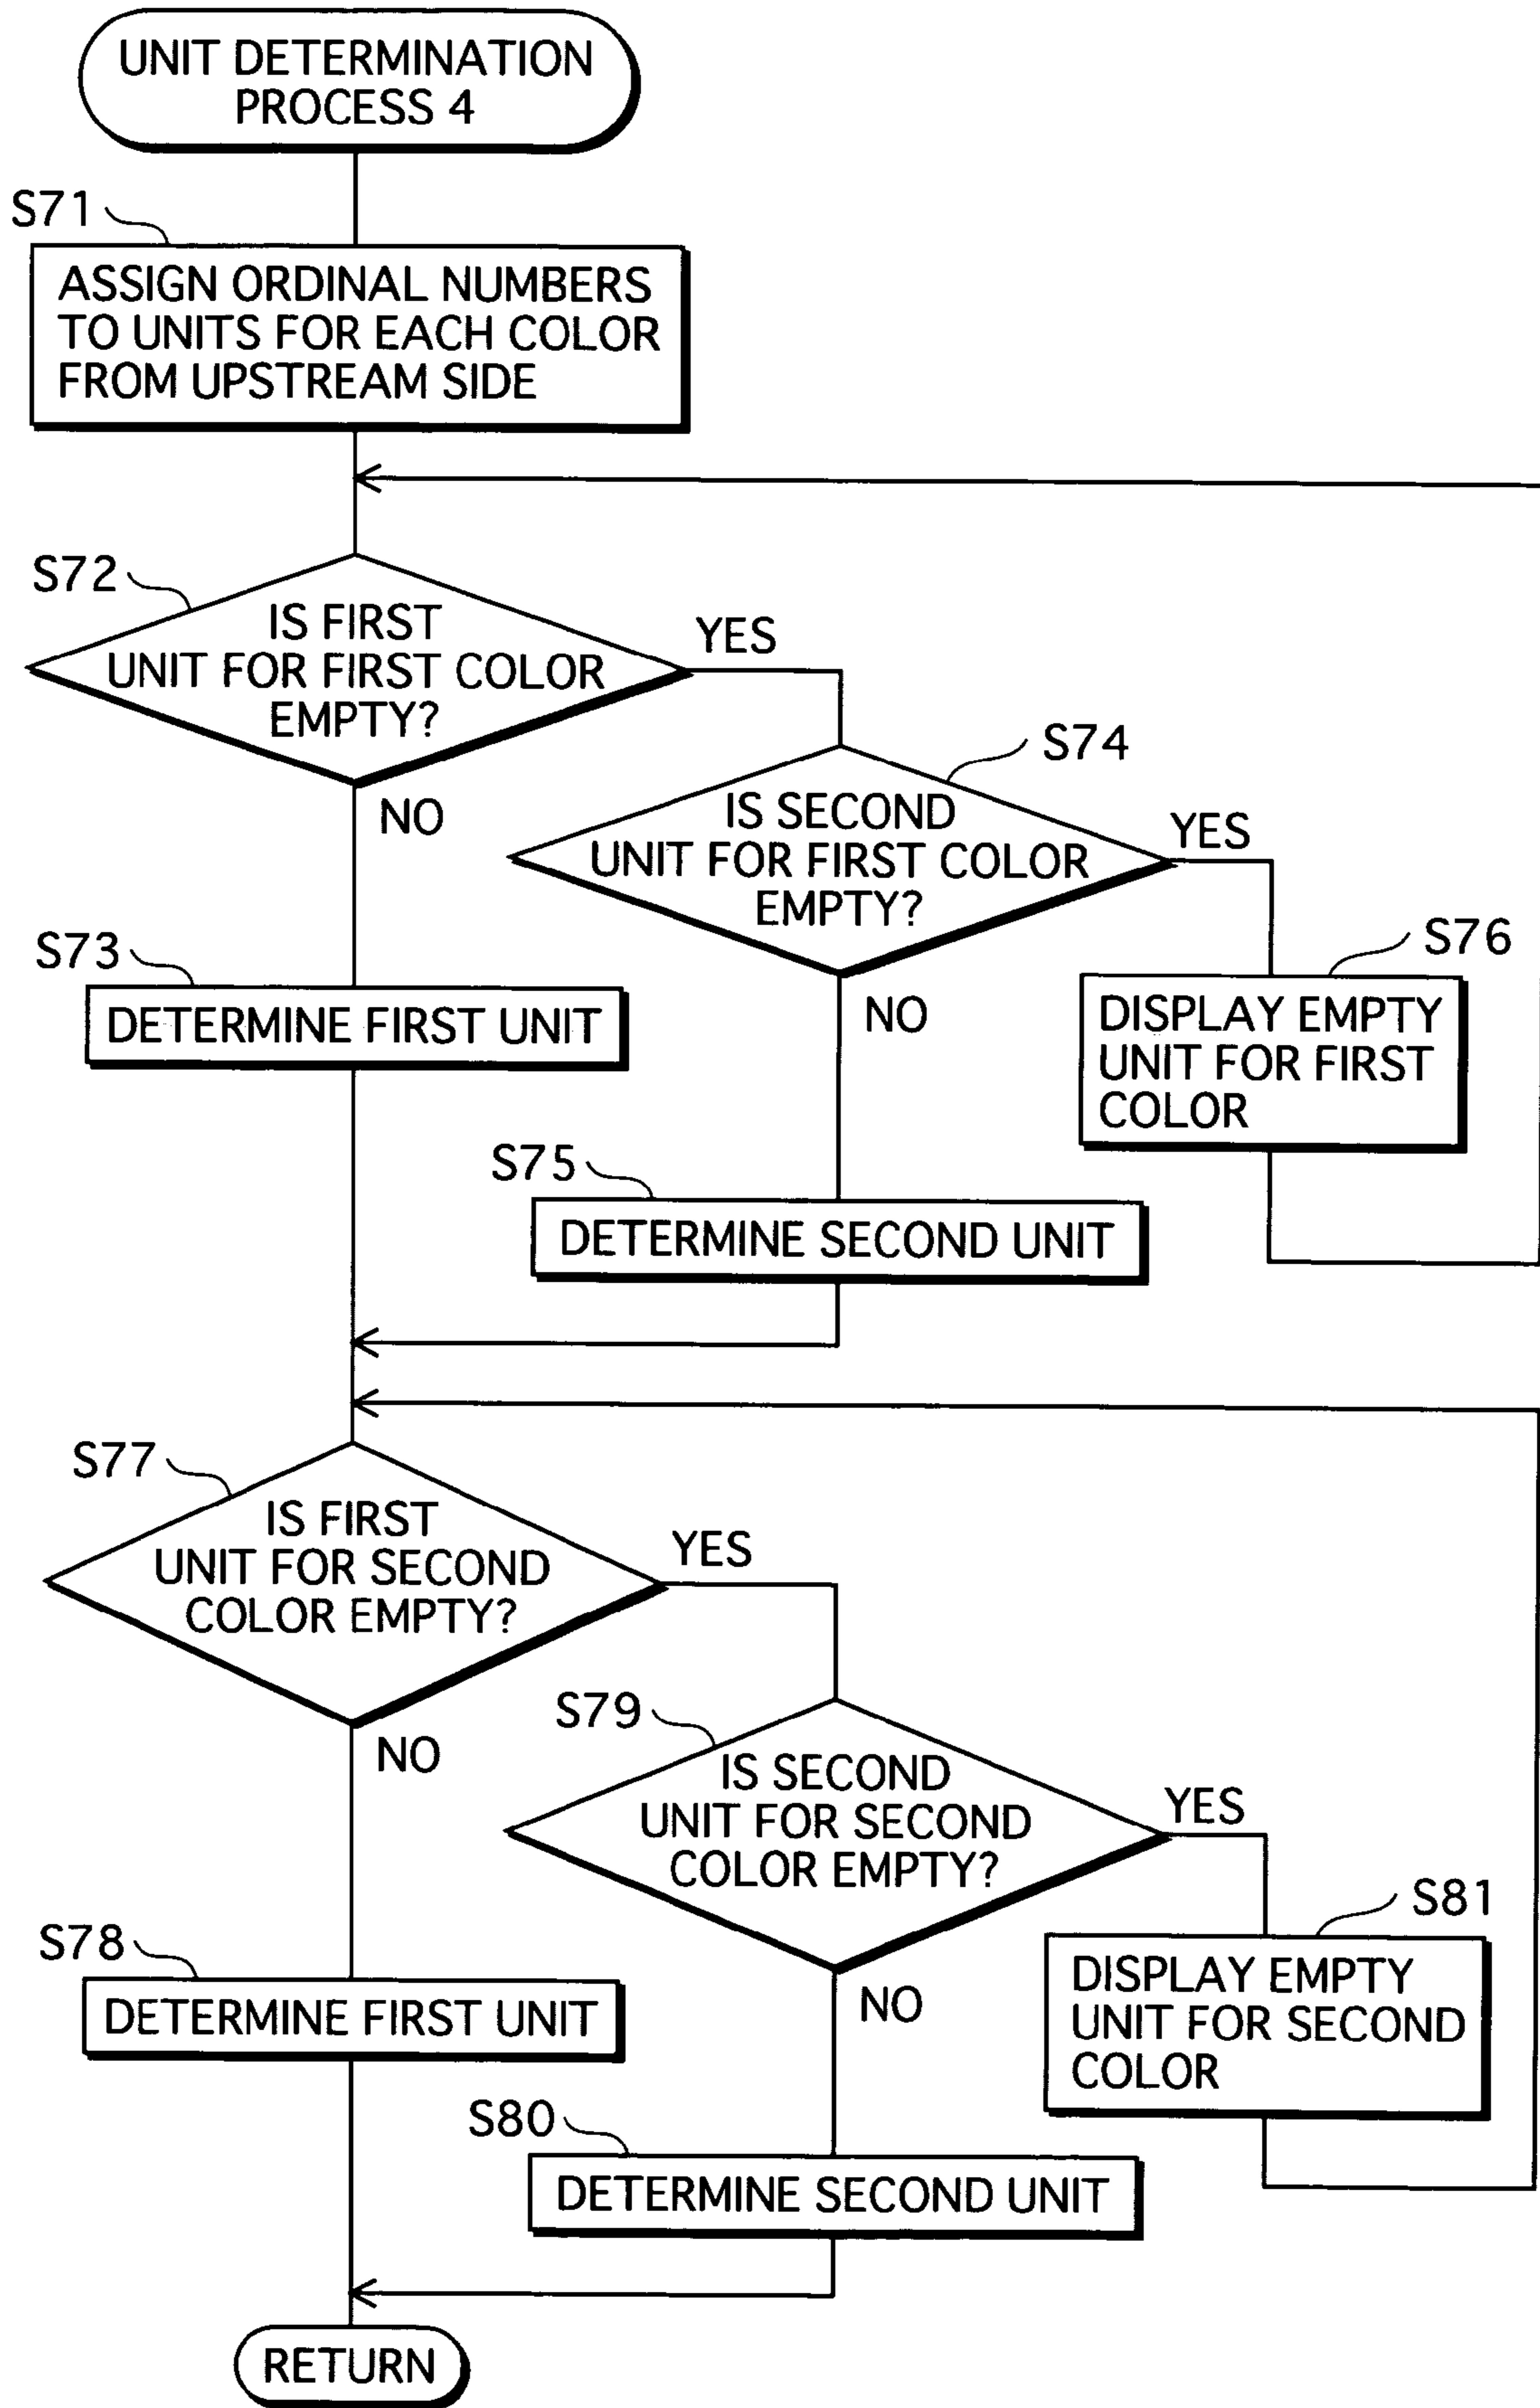 UNIT DETERMINATION
PROCESS 4
S71
ASSIGN ORDINAL NUMBERS
TO UNITS FOR EACH COLOR
FROM UPSTREAM SIDE
S72
IS FIRST
UNIT FOR FIRST COLOR
EMPTY?
YES
NO
S74
IS SECOND
UNIT FOR FIRST COLOR
EMPTY?
YES
NO
S73
DETERMINE FIRST UNIT
S76
DISPLAY EMPTY
UNIT FOR FIRST
COLOR
S75
DETERMINE SECOND UNIT
S77
IS FIRST
UNIT FOR SECOND
COLOR EMPTY?
YES
NO
S79
IS SECOND
UNIT FOR SECOND
COLOR EMPTY?
YES
NO
S78
DETERMINE FIRST UNIT
S81
DISPLAY EMPTY
UNIT FOR SECOND
COLOR
S80
DETERMINE SECOND UNIT
RETURN